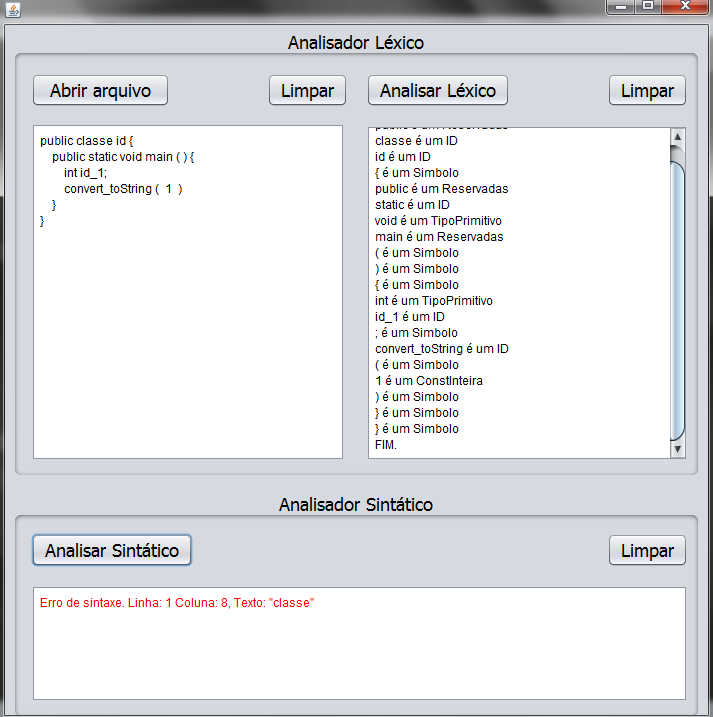 Analisador Léxico
Abrir arquivo
Limpar
Analisar Léxico
Limpar
public classe id {
public static void main ( ) {
int id_1;
convert_toString ( 1 )
}
}
public é um Reservadas
classe é um ID
id é um ID
{ é um Simbolo
public é um Reservadas
static é um ID
void é um TipoPrimitivo
main é um Reservadas
( é um Simbolo
) é um Simbolo
{ é um Simbolo
int é um TipoPrimitivo
id_1 é um ID
; é um Simbolo
convert_toString é um ID
( é um Simbolo
1 é um ConstInteira
) é um Simbolo
} é um Simbolo
} é um Simbolo
FIM.
Analisador Sintático
Analisar Sintático
Limpar
Erro de sintaxe. Linha: 1 Coluna: 8, Texto: "classe"